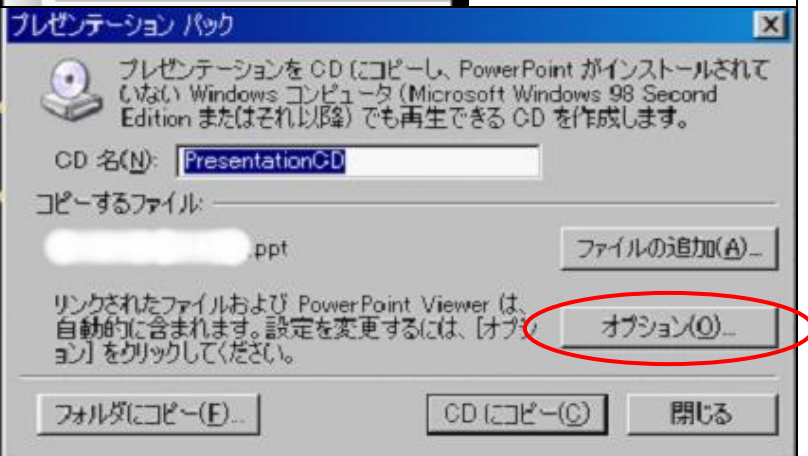 プレゼンテーション パック
プレゼンテーションを CD にコピーし、PowerPoint がインストールされて
いない Windows コンピュータ (Microsoft Windows 98 Second
Edition またはそれ以降) でも再生できる CD を作成します。
CD 名(N): PresentationCD
コピーするファイル:
.ppt ファイルの追加(A)...
リンクされたファイルおよび PowerPoint Viewer は、
自動的に含まれます。設定を変更するには、[オプシ
ョン] をクリックしてください。
オプション(O)...
フォルダにコピー(F)... CD にコピー(C) 閉じる